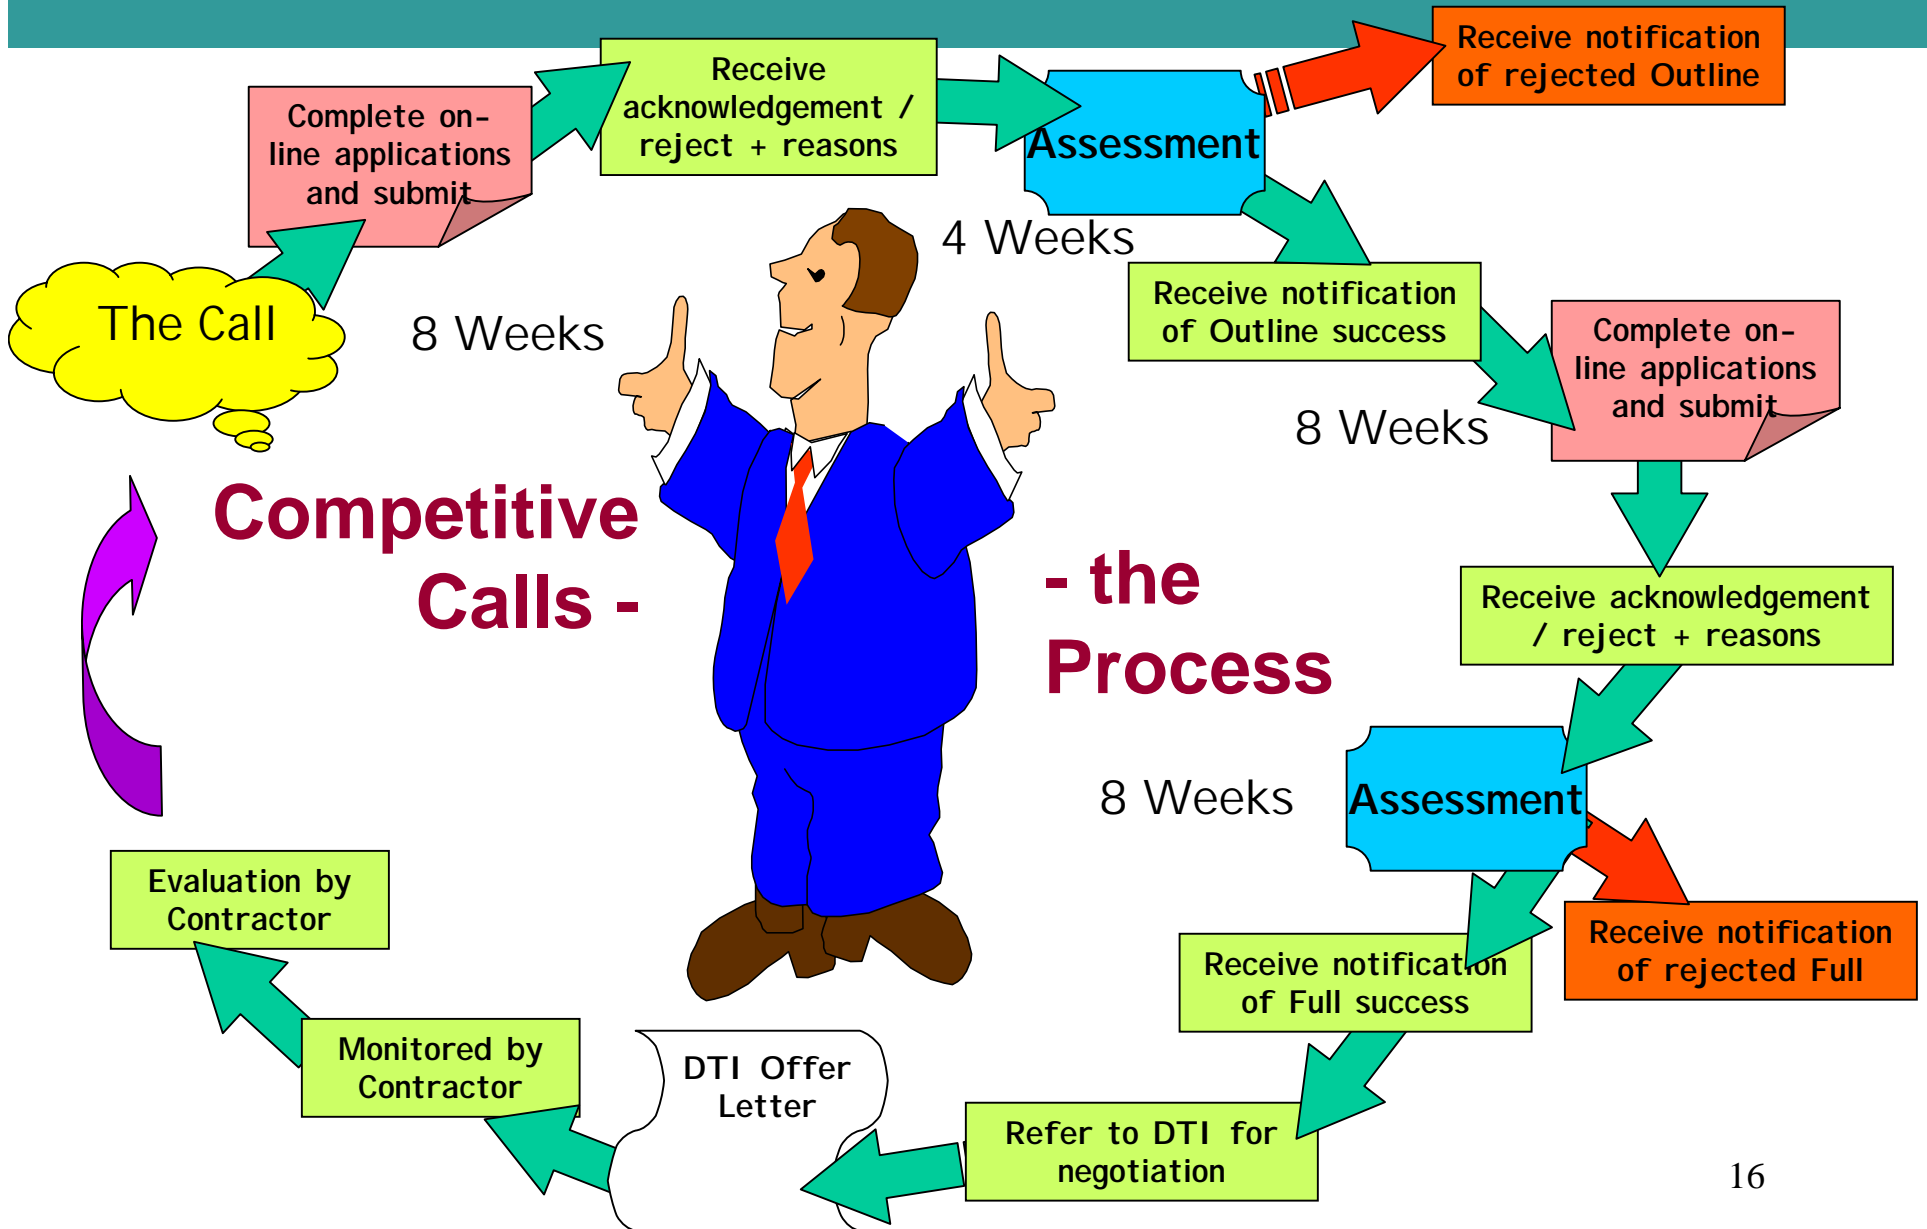 The Call
Complete on-
line applications
and submit
Receive
acknowledgement /
reject + reasons
Assessment
Receive notification
of rejected Outline
8 Weeks
4 Weeks
Receive notification
of Outline success
Complete on-
line applications
and submit
8 Weeks
Competitive
Calls -
- the
Process
Receive acknowledgement
/ reject + reasons
8 Weeks
Assessment
Receive notification
of rejected Full
Receive notification
of Full success
Refer to DTI for
negotiation
DTI Offer
Letter
Monitored by
Contractor
Evaluation by
Contractor
16